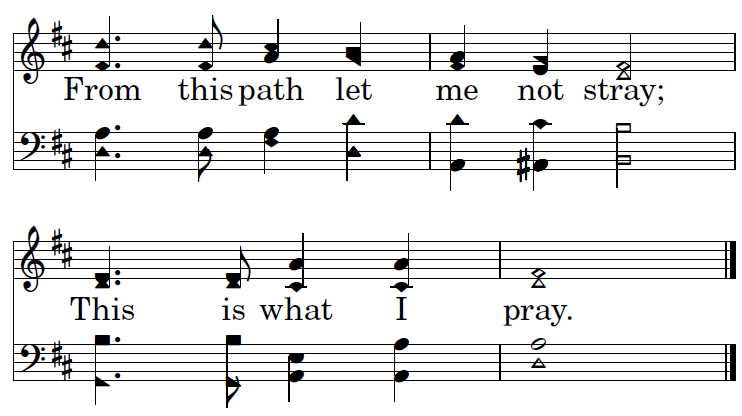 From this path let me not stray;
This is what I pray.